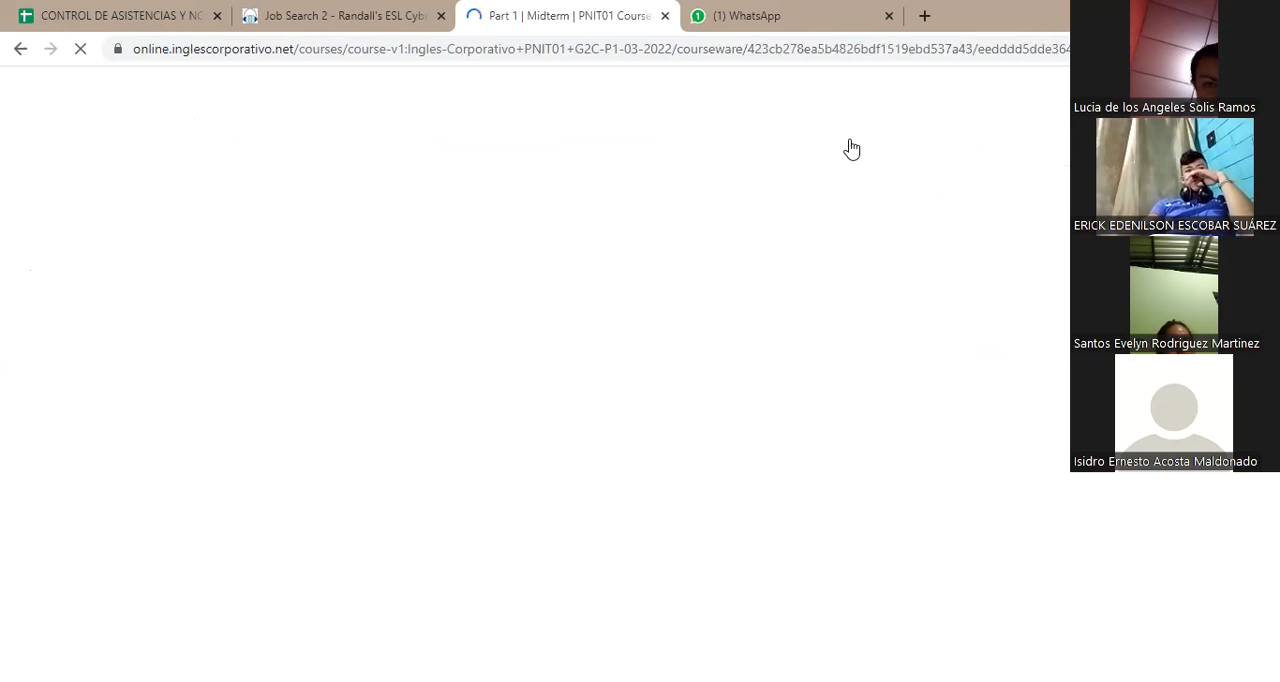 CONTROL DE ASISTENCIAS Y NO
Job Search 2 - Randall's ESL Cybe
Part 1 | Midterm | PNIT01 Course
(1) WhatsApp
online.inglescorporativo.net/courses/course-v1:Ingles-Corporativo+PNIT01+G2C-P1-03-2022/courseware/423cb278ea5b4826bdf1519ebd537a43/eedddd5dde364
Lucia de los Angeles Solis Ramos
ERICK EDENILSON ESCOBAR SUÁREZ
Santos Evelyn Rodriguez Martinez
Isidro Ernesto Acosta Maldonado